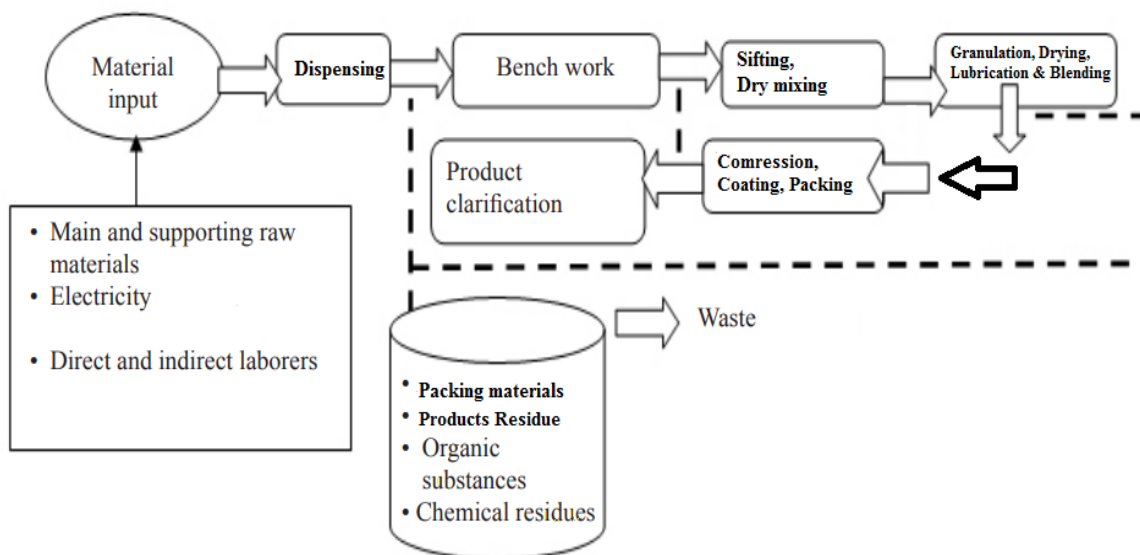 Material
input
Dispensing
Bench work
Sifting,
Dry mixing
Granulation, Drying,
Lubrication & Blending
Product
clarification
Comression,
Coating, Packing
• Main and supporting raw
materials
• Electricity
• Direct and indirect laborers
Waste
• Packing materials
• Products Residue
• Organic
substances
• Chemical residues